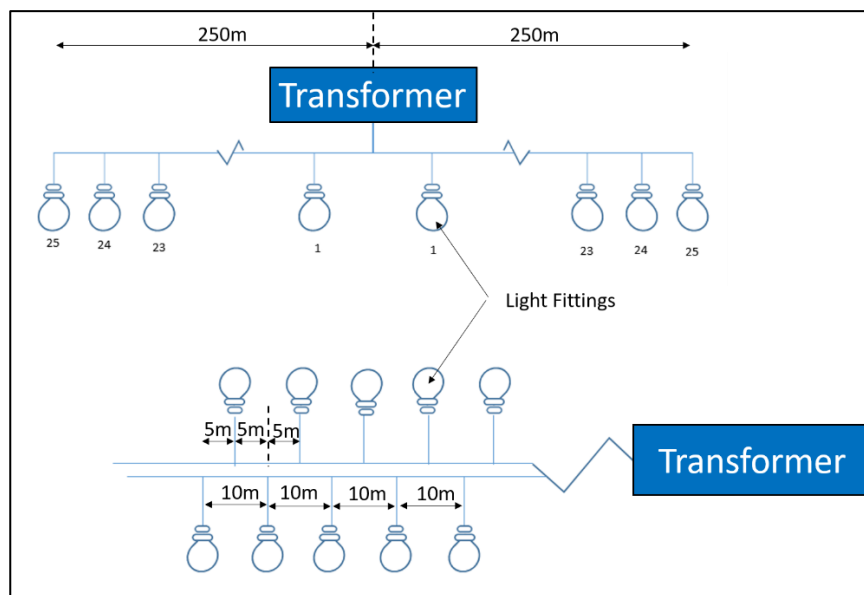 250m 250m
Transformer
25 24 23 1 1 23 24 25
Light Fittings
5m 5m 5m
Transformer
10m 10m 10m 10m